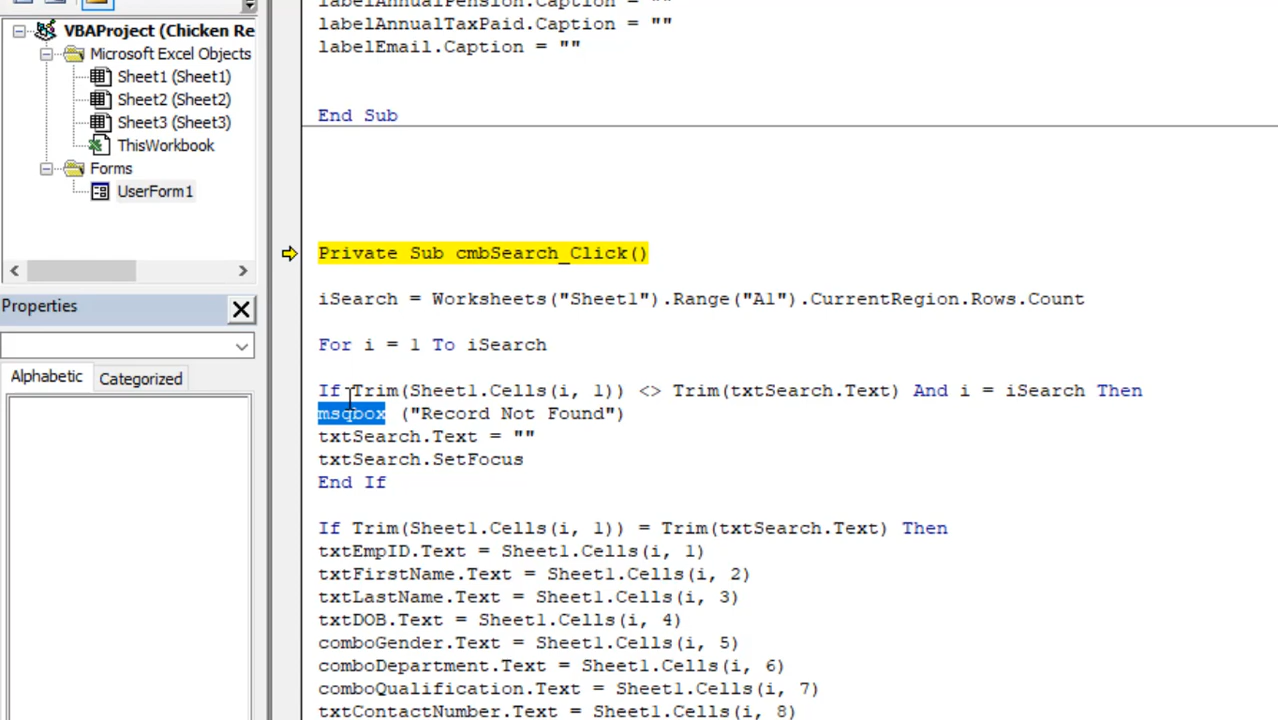 labelAnnualPension.Caption = ""
labelAnnualTaxPaid.Caption = ""
labelEmail.Caption = ""
End Sub
VBAProject (Chicken Re
Microsoft Excel Objects
Sheet1 (Sheet1)
Sheet2 (Sheet2)
Sheet3 (Sheet3)
ThisWorkbook
Forms
UserForm1
Properties
Alphabetic Categorized
Private Sub cmbSearch_Click()
iSearch = Worksheets("Sheet1").Range("A1").CurrentRegion.Rows.Count
For i = 1 To iSearch
If Trim(Sheet1.Cells(i, 1)) <> Trim(txtSearch.Text) And i = iSearch Then
msqbox ("Record Not Found")
txtSearch.Text = ""
txtSearch.SetFocus
End If
If Trim(Sheet1.Cells(i, 1)) = Trim(txtSearch.Text) Then
txtEmpID.Text = Sheet1.Cells(i, 1)
txtFirstName.Text = Sheet1.Cells(i, 2)
txtLastName.Text = Sheet1.Cells(i, 3)
txtDOB.Text = Sheet1.Cells(i, 4)
comboGender.Text = Sheet1.Cells(i, 5)
comboDepartment.Text = Sheet1.Cells(i, 6)
comboQualification.Text = Sheet1.Cells(i, 7)
txtContactNumber.Text = Sheet1.Cells(i, 8)